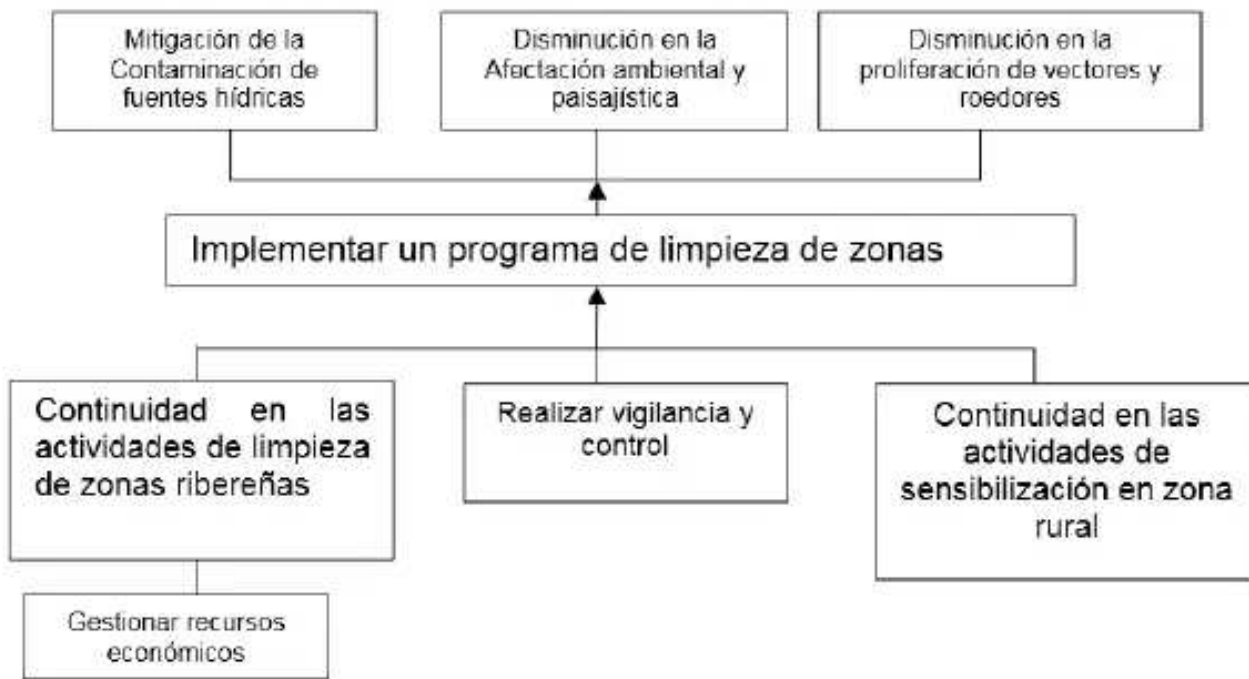 Mitigación de la
Contaminación de
fuentes hídricas
Disminución en la
Afectación ambiental y
paisajística
Disminución en la
proliferación de vectores y
roedores
Implementar un programa de limpieza de zonas
Continuidad en las
actividades de limpieza
de zonas ribereñas
Realizar vigilancia y
control
Continuidad en las
actividades de
sensibilización en zona
rural
Gestionar recursos
económicos